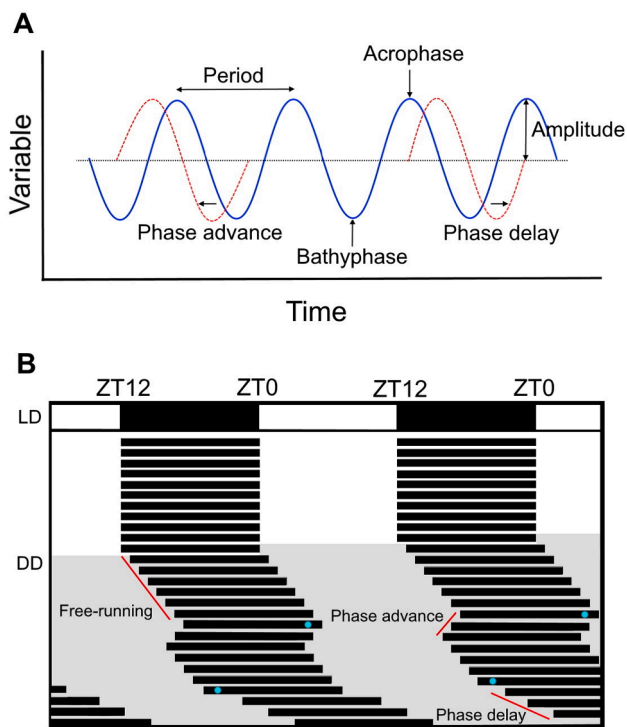 A
Variable
Period
Acrophase
Amplitude
Phase advance
Bathyphase
Phase delay
Time
B
ZT12 ZT0 ZT12 ZT0
LD
DD
Free-running
Phase advance
Phase delay